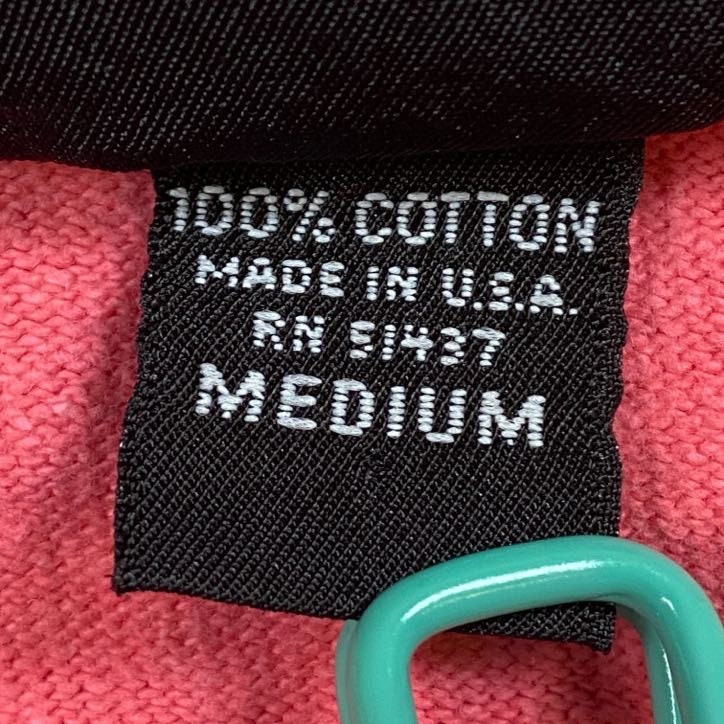 100% COTTON
MADE IN U.S.A.
RN 51437
MEDIUM